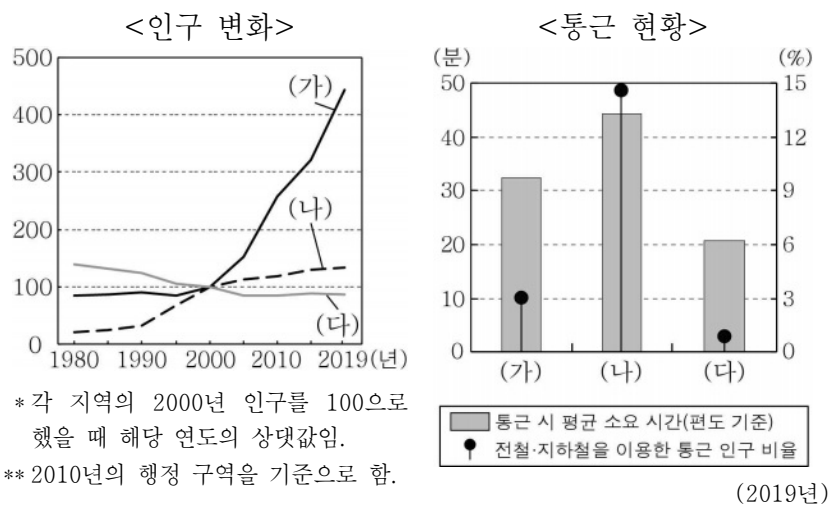 <인구 변화>
500
400
300
200
100
0
(가)
(나)
(다)
1980 1990 2000 2010 2019(년)
* 각 지역의 2000년 인구를 100으로
했을 때 해당 연도의 상댓값임.
** 2010년의 행정 구역을 기준으로 함.
<통근 현황>
(분) (%)
50 15
40 12
30 9
20 6
10 3
0 0
(가) (나) (다)
통근 시 평균 소요 시간(편도 기준)
전철·지하철을 이용한 통근 인구 비율
(2019년)